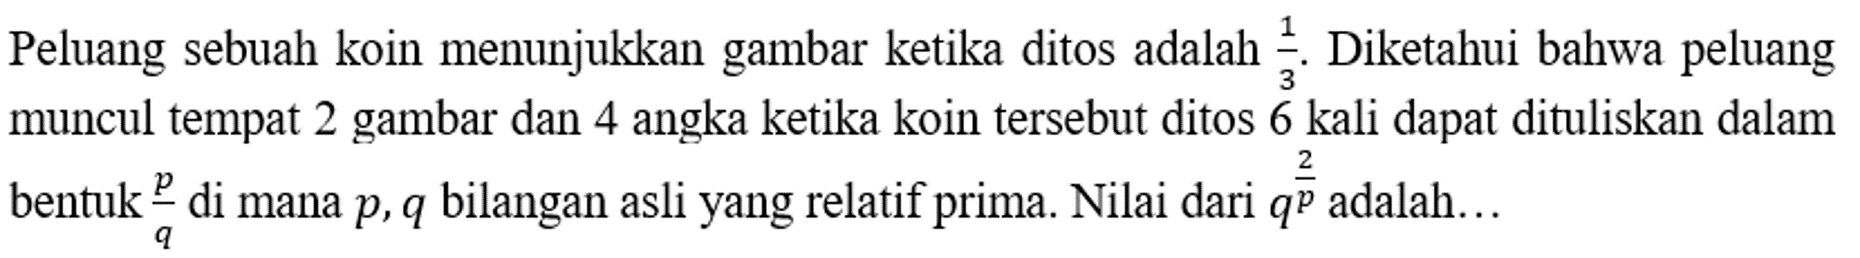 Peluang sebuah koin menunjukkan gambar ketika ditos adalah 1/3. Diketahui bahwa peluang
muncul tempat 2 gambar dan 4 angka ketika koin tersebut ditos 6 kali dapat dituliskan dalam
bentuk p/q di mana p, q bilangan asli yang relatif prima. Nilai dari q^(2/p) adalah...